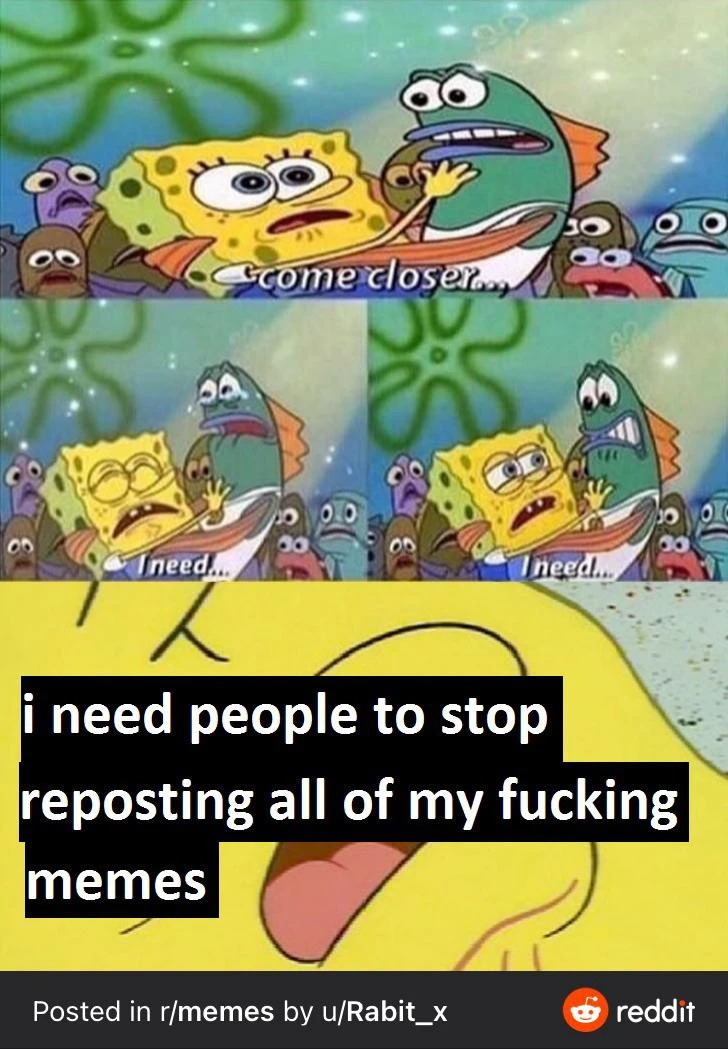 come closer...
I need...
I need...
i need people to stop
reposting all of my fucking
memes
Posted in r/memes by u/Rabit_x
reddit